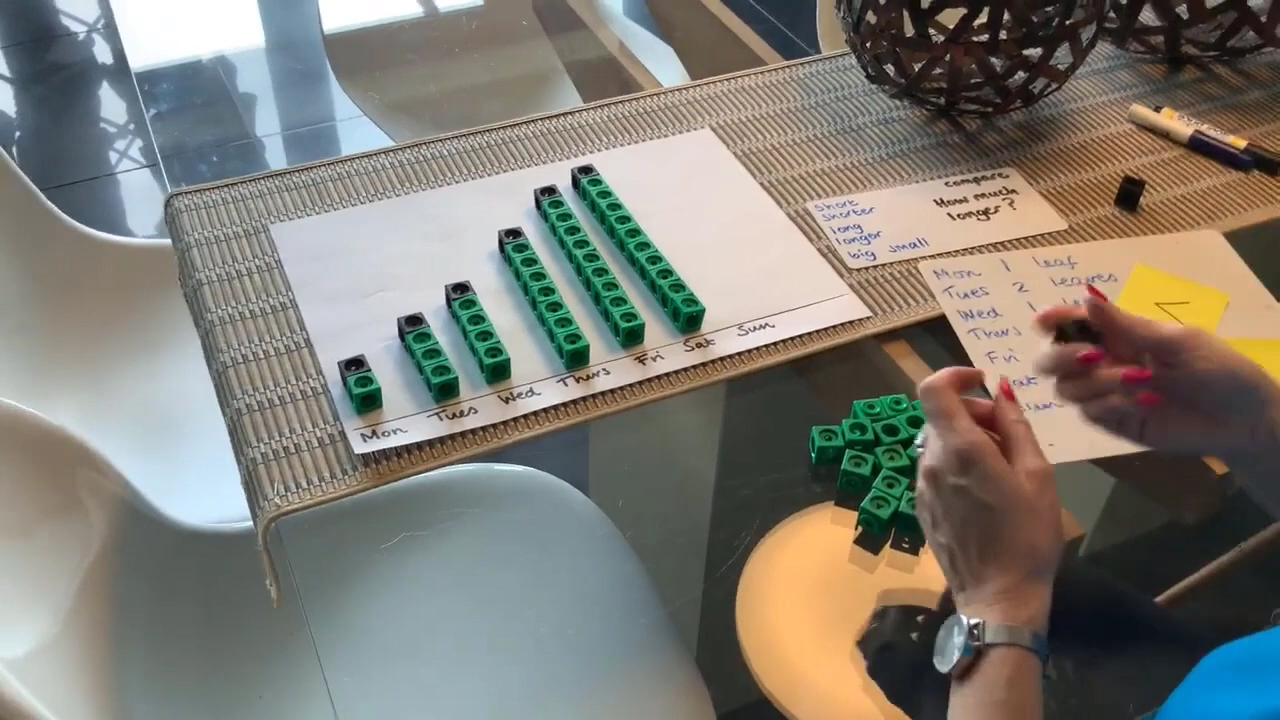 short
shorter
long
longer
big small
compare
How much
longer?
Mon 1 leaf
Tues 2 leaves
Wed 1
Thurs
Fri
<
Mon Tues Wed Thurs Fri Sat Sun